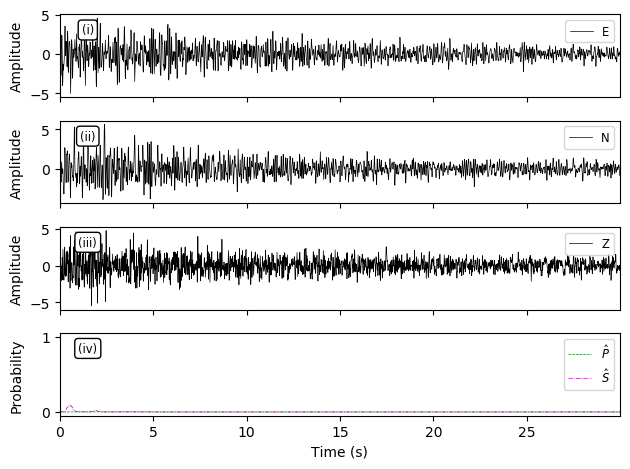 5
(i)
E
Amplitude
0
−5
5
(ii)
N
Amplitude
0
5
(iii)
Z
Amplitude
0
−5
1
(iv)
P̂
Ŝ
Probability
0
0 5 10 15 20 25
Time (s)